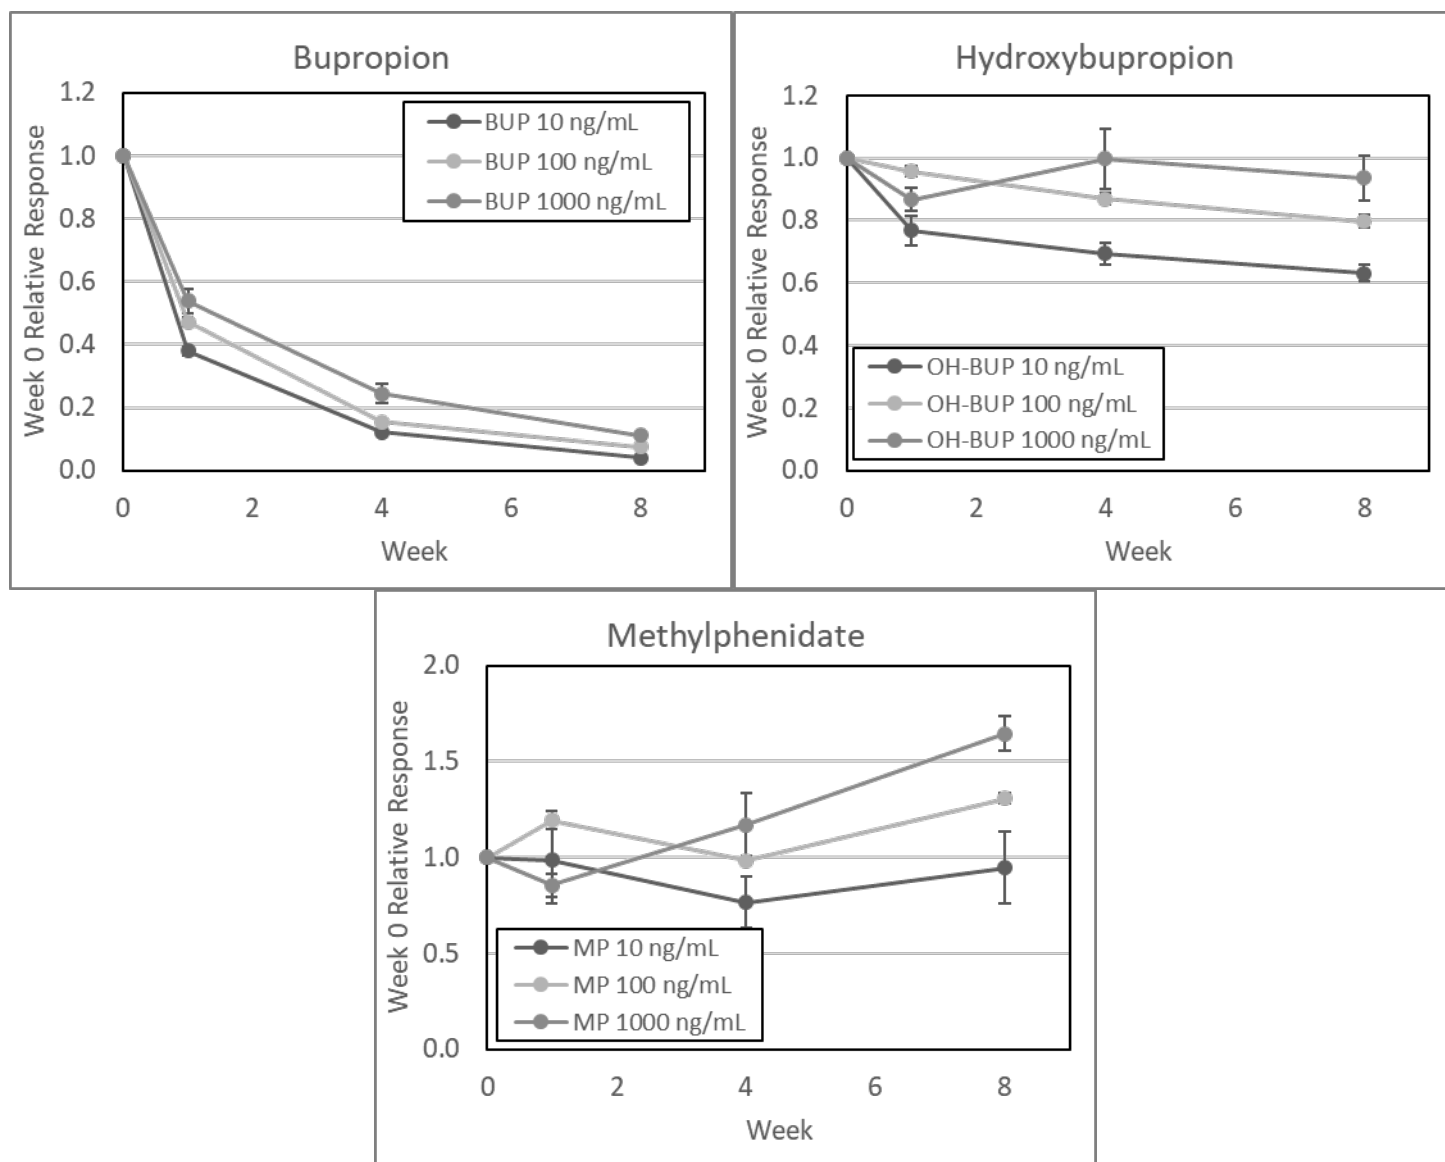 Bupropion
Week 0 Relative Response
1.2
1.0
0.8
0.6
0.4
0.2
0.0
BUP 10 ng/mL
BUP 100 ng/mL
BUP 1000 ng/mL
0 2 4 6 8
Week
Hydroxybupropion
Week 0 Relative Response
1.2
1.0
0.8
0.6
0.4
0.2
0.0
OH-BUP 10 ng/mL
OH-BUP 100 ng/mL
OH-BUP 1000 ng/mL
0 2 4 6 8
Week
Methylphenidate
Week 0 Relative Response
2.0
1.5
1.0
0.5
0.0
MP 10 ng/mL
MP 100 ng/mL
MP 1000 ng/mL
0 2 4 6 8
Week